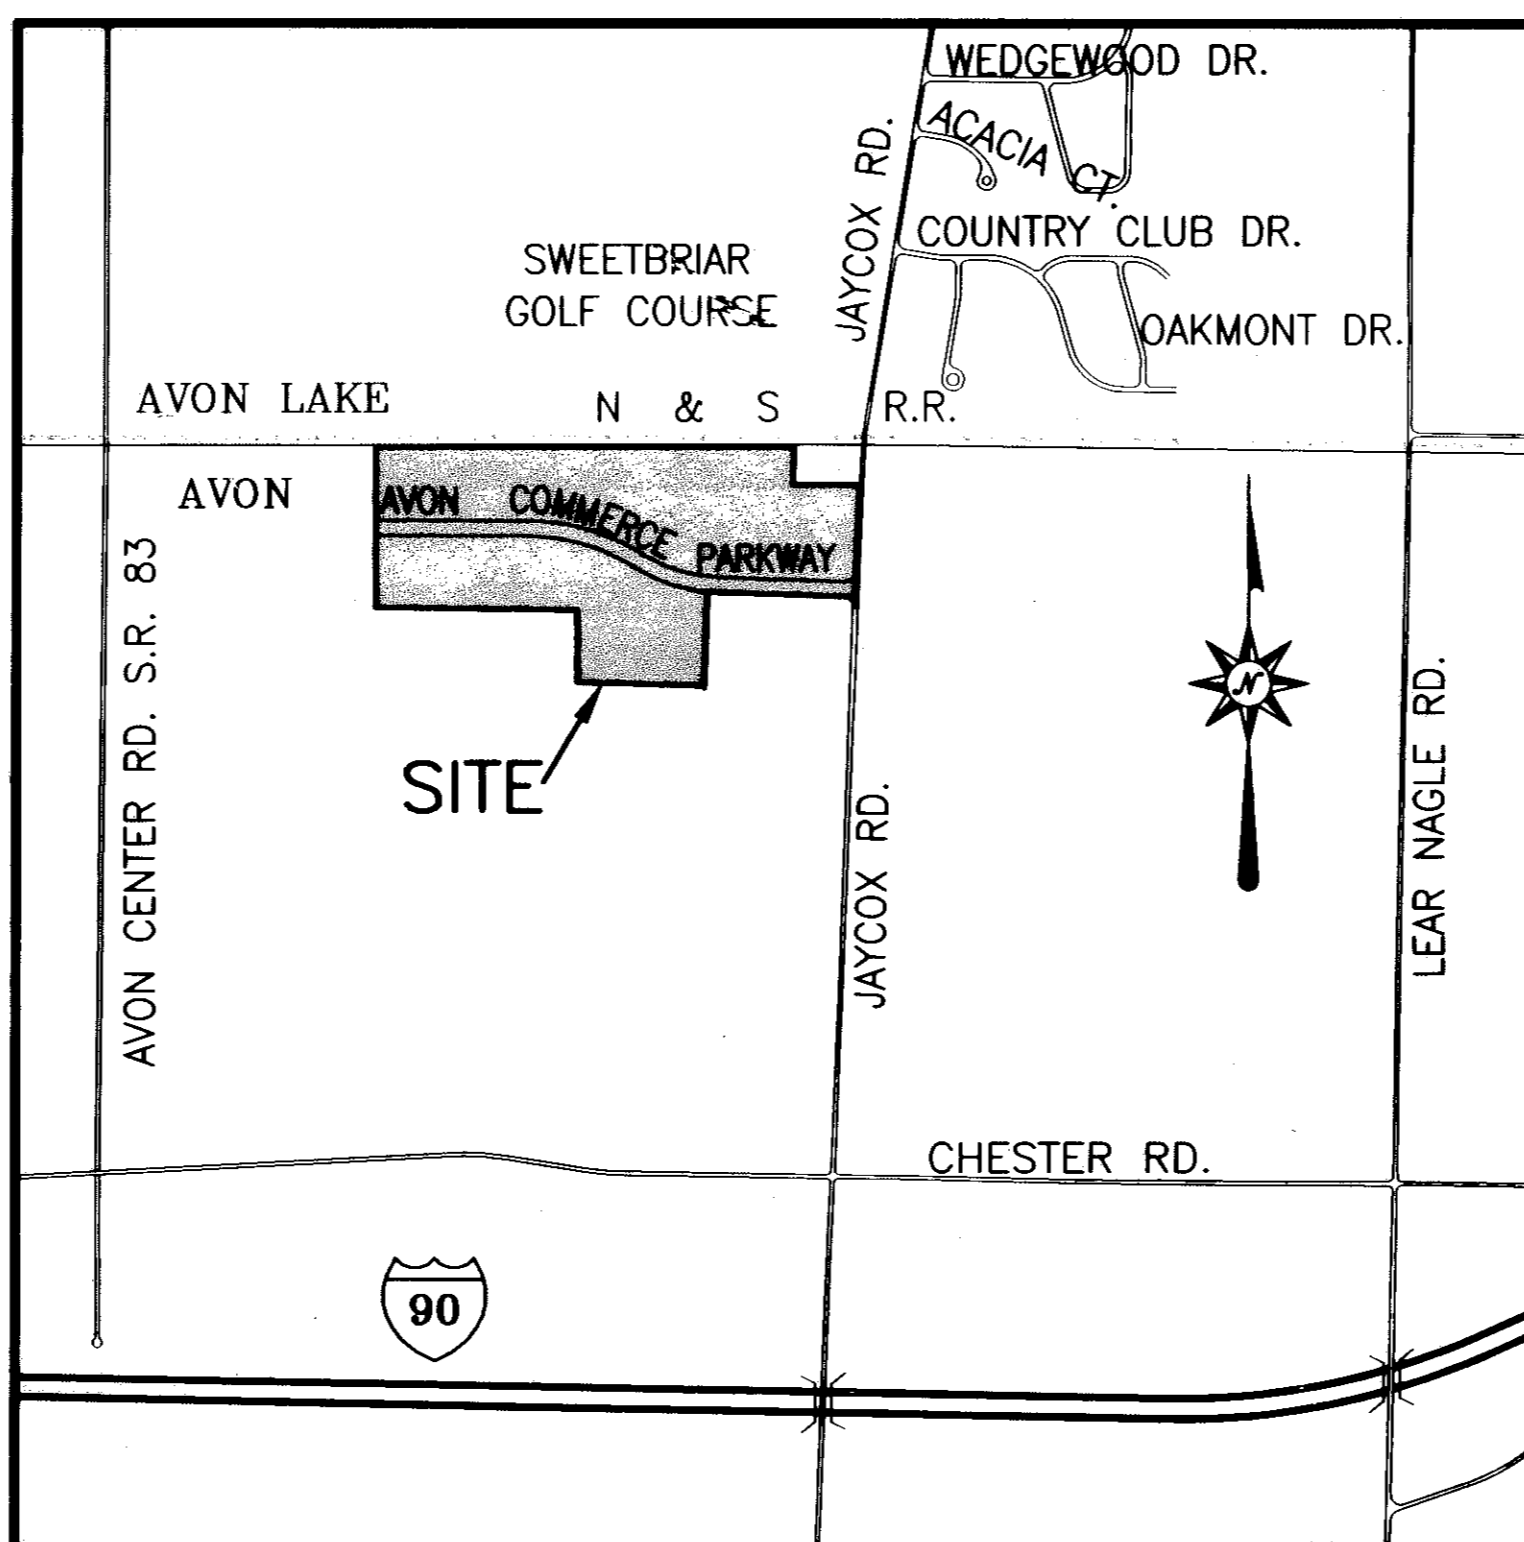 WEDGEWOOD DR.
ACACIA CT.
JAYCOX RD.
COUNTRY CLUB DR.
SWEETBRIAR
GOLF COURSE
OAKMONT DR.
AVON LAKE
N & S R.R.
AVON
AVON COMMERCE PARKWAY
AVON CENTER RD. S.R. 83
N
SITE
LEAR NAGLE RD.
JAYCOX RD.
CHESTER RD.
90